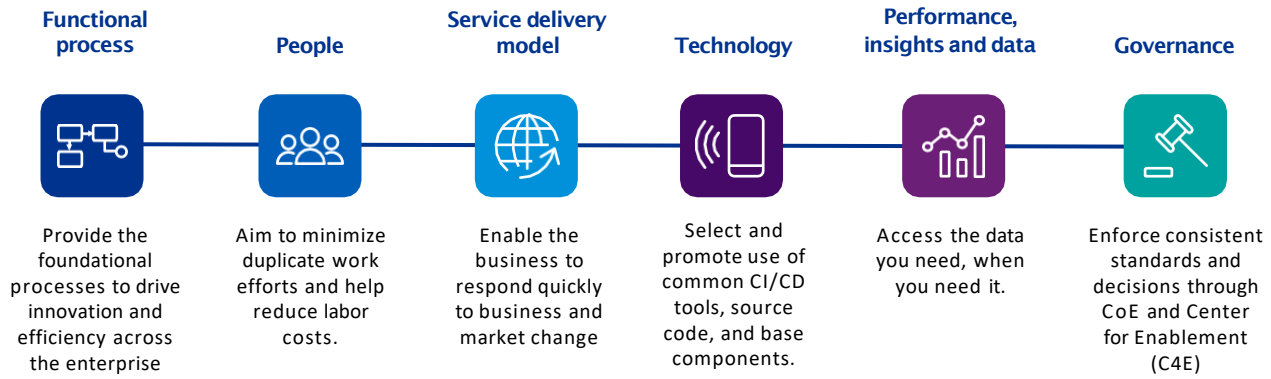 Functional
process
Provide the
foundational
processes to drive
innovation and
efficiency across
the enterprise
People
Aim to minimize
duplicate work
efforts and help
reduce labor
costs.
Service delivery
model
Enable the
business to
respond quickly
to business and
market change
Technology
Select and
promote use of
common CI/CD
tools, source
code, and base
components.
Performance,
insights and data
Access the data
you need, when
you need it.
Governance
Enforce consistent
standards and
decisions through
CoE and Center
for Enablement
(C4E)